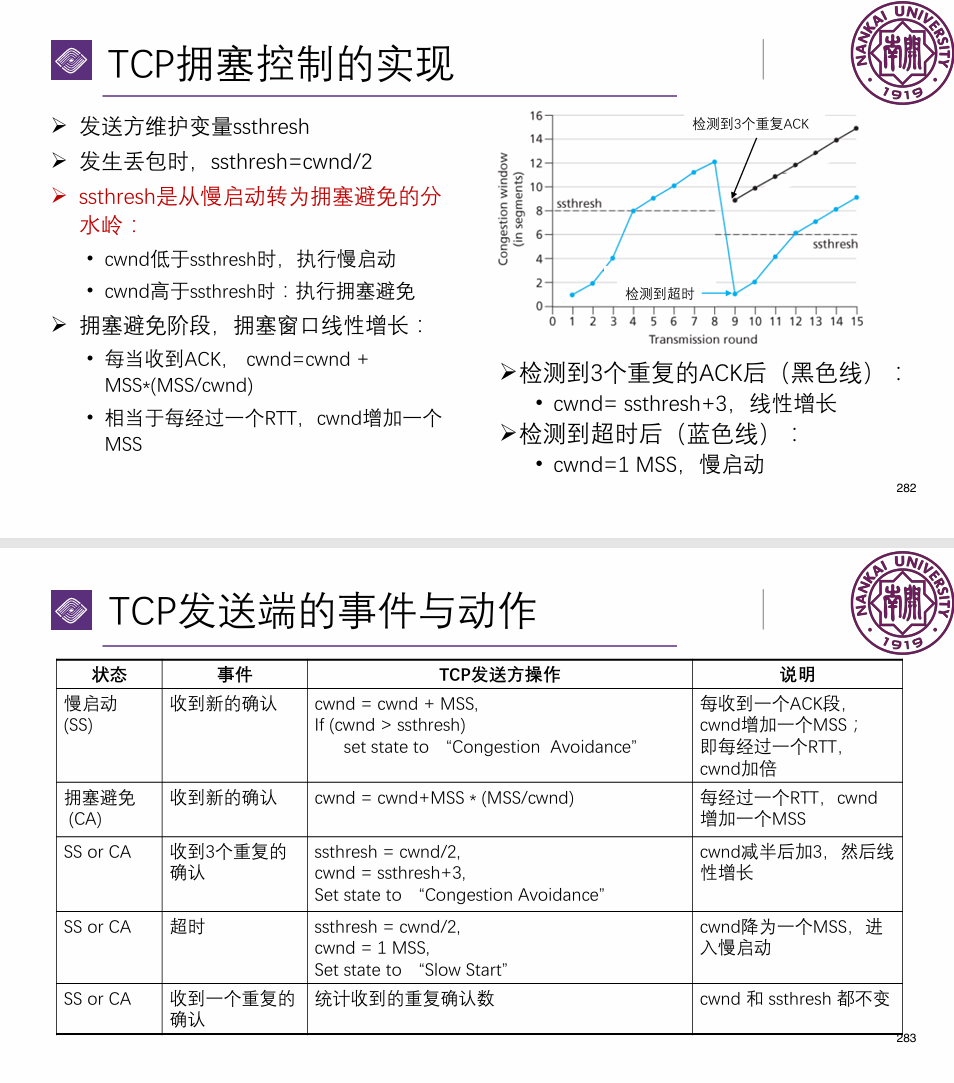 TCP拥塞控制的实现
NANKAI UNIVERSITY
南開
1919
发送方维护变量ssthresh
发生丢包时，ssthresh=cwnd/2
ssthresh是从慢启动转为拥塞避免的分
水岭：
cwnd低于ssthresh时，执行慢启动
cwnd高于ssthresh时：执行拥塞避免
拥塞避免阶段，拥塞窗口线性增长：
每当收到ACK， cwnd=cwnd +
MSS*(MSS/cwnd)
相当于每经过一个RTT，cwnd增加一个
MSS
Congestion window
(in segments)
16
14
12
10
8
6
4
2
0
检测到3个重复ACK
ssthresh
ssthresh
检测到超时
0 1 2 3 4 5 6 7 8 9 10 11 12 13 14 15
Transmission round
检测到3个重复的ACK后（黑色线）：
cwnd= ssthresh+3，线性增长
检测到超时后（蓝色线）：
cwnd=1 MSS，慢启动
282
TCP发送端的事件与动作
NANKAI UNIVERSITY
南開
1919
状态 事件 TCP发送方操作 说明
慢启动
(SS)
收到新的确认
cwnd = cwnd + MSS,
If (cwnd > ssthresh)
set state to “Congestion Avoidance”
每收到一个ACK段，
cwnd增加一个MSS；
即每经过一个RTT，
cwnd加倍
拥塞避免
(CA)
收到新的确认
cwnd = cwnd+MSS * (MSS/cwnd)
每经过一个RTT，cwnd
增加一个MSS
SS or CA
收到3个重复的
确认
ssthresh = cwnd/2,
cwnd = ssthresh+3,
Set state to “Congestion Avoidance”
cwnd减半后加3，然后线
性增长
SS or CA
超时
ssthresh = cwnd/2,
cwnd = 1 MSS,
Set state to “Slow Start”
cwnd降为一个MSS，进
入慢启动
SS or CA
收到一个重复的
确认
统计收到的重复确认数
cwnd 和 ssthresh 都不变
283